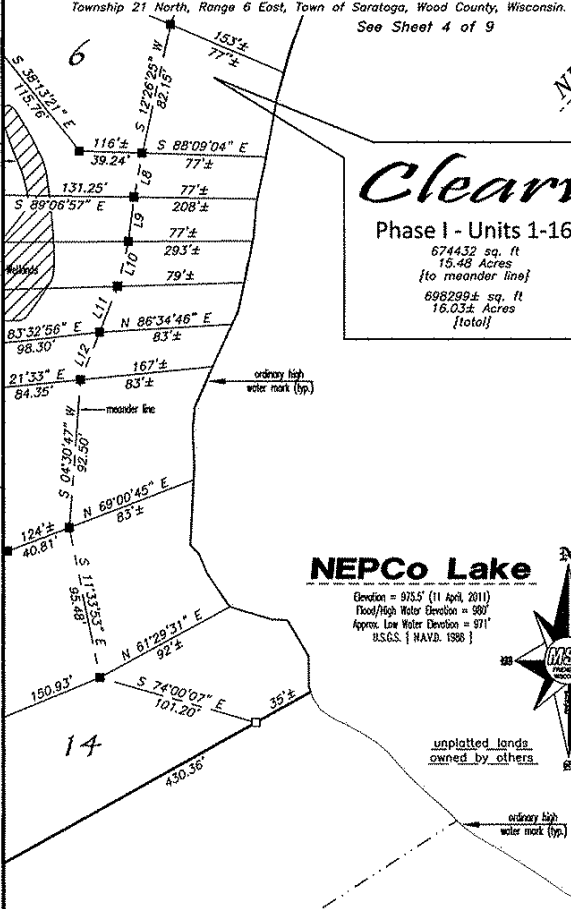 Township 21 North, Range 6 East, Town of Saratoga, Wood County, Wisconsin.
See Sheet 4 of 9
6
153'±
77'±
S 38°13'21" E
115.76'
S 12°26'25" W
82.15'
116'±
39.24'
S 88°09'04" E
77'±
L8
131.25'
S 89°06'57" E
77'±
208'±
L9
77'±
293'±
L10
Wetlands
79'±
L11
83°32'56" E
98.30'
N 86°34'46" E
83'±
L12
21'33" E
84.35'
167'±
83'±
ordinary high
water mark (typ.)
meander line
S 04°30'47" W
92.50'
N 69°00'45" E
83'±
124'±
40.81'
S 11°33'53" E
95.48'
N 61°29'31" E
92'±
150.93'
S 74°00'07" E
101.20'
35'±
14
430.36'
Phase I - Units 1-16
674432 sq. ft
15.48 Acres
{to meander line}
698299± sq. ft
16.03± Acres
{total}
NEPCo Lake
Elevation = 975.5' (11 April, 2011)
Flood/High Water Elevation = 980'
Approx. Low Water Elevation = 971'
U.S.G.S. { N.A.V.D. 1988 }
unplatted lands
owned by others
ordinary high
water mark (typ.)